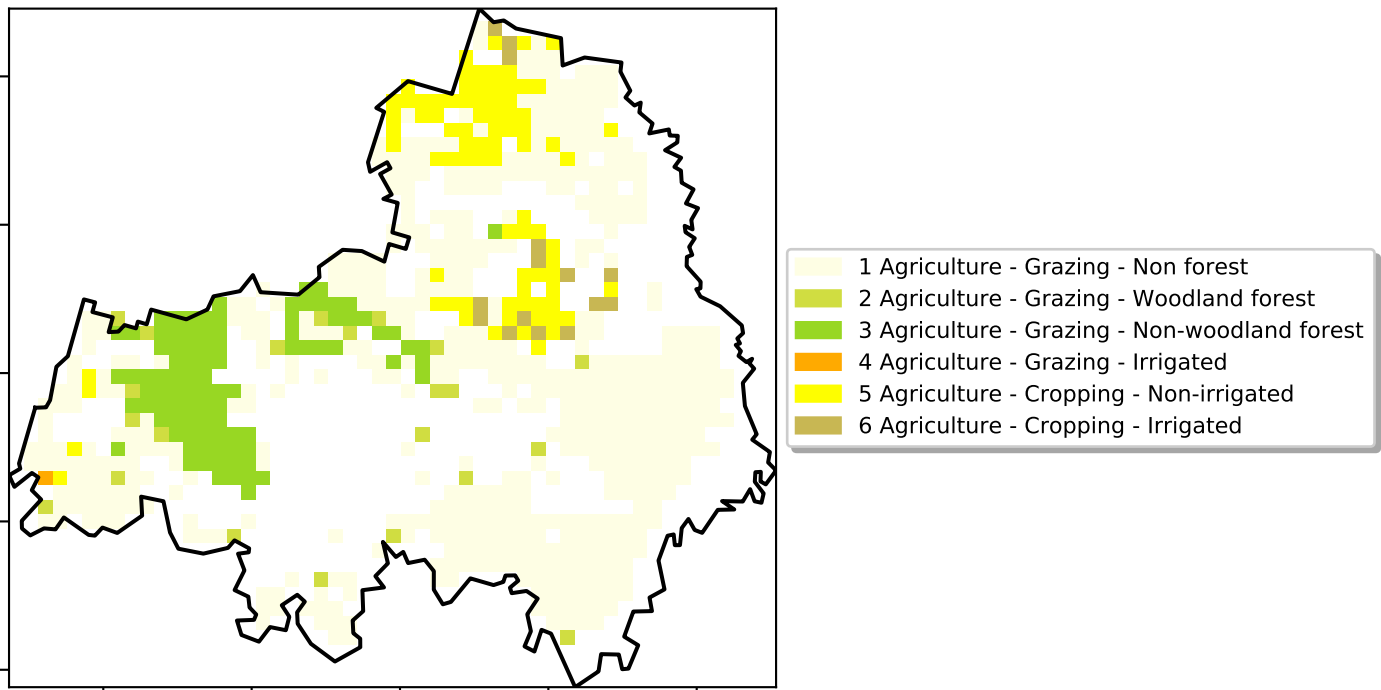 1 Agriculture - Grazing - Non forest
2 Agriculture - Grazing - Woodland forest
3 Agriculture - Grazing - Non-woodland forest
4 Agriculture - Grazing - Irrigated
5 Agriculture - Cropping - Non-irrigated
6 Agriculture - Cropping - Irrigated